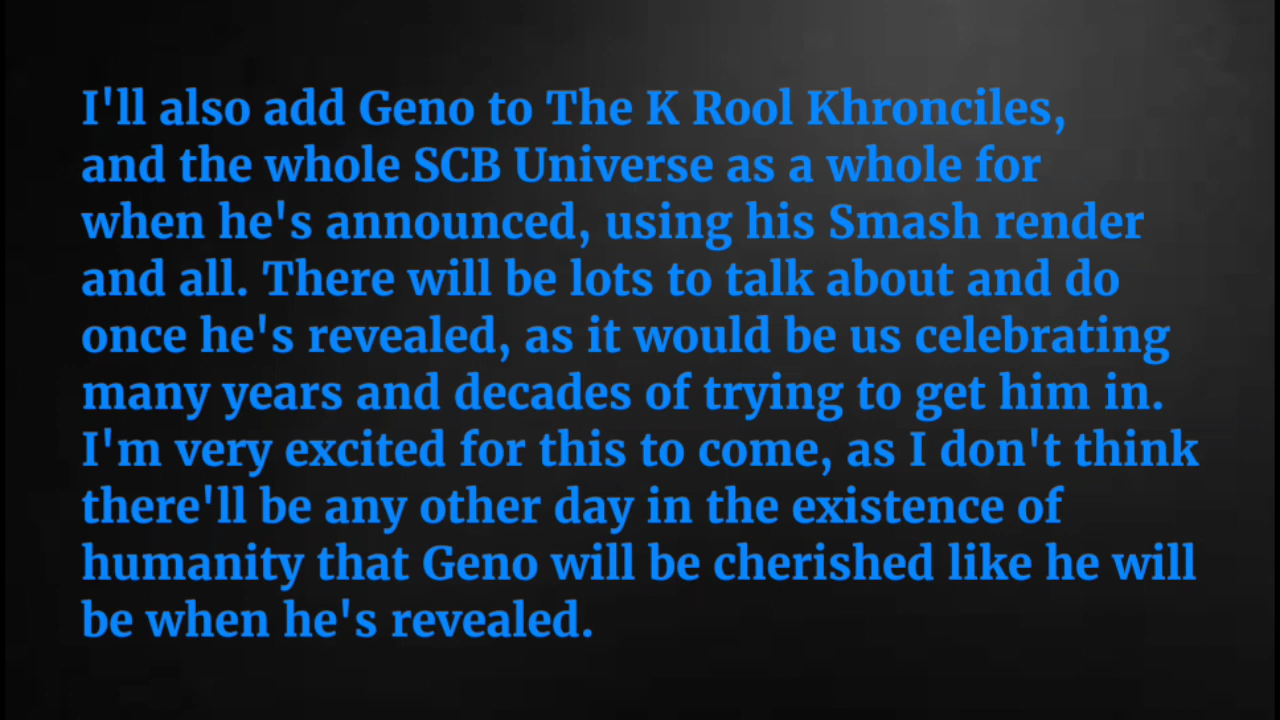 I'll also add Geno to The K Rool Khronciles,
and the whole SCB Universe as a whole for
when he's announced, using his Smash render
and all. There will be lots to talk about and do
once he's revealed, as it would be us celebrating
many years and decades of trying to get him in.
I'm very excited for this to come, as I don't think
there'll be any other day in the existence of
humanity that Geno will be cherished like he will
be when he's revealed.